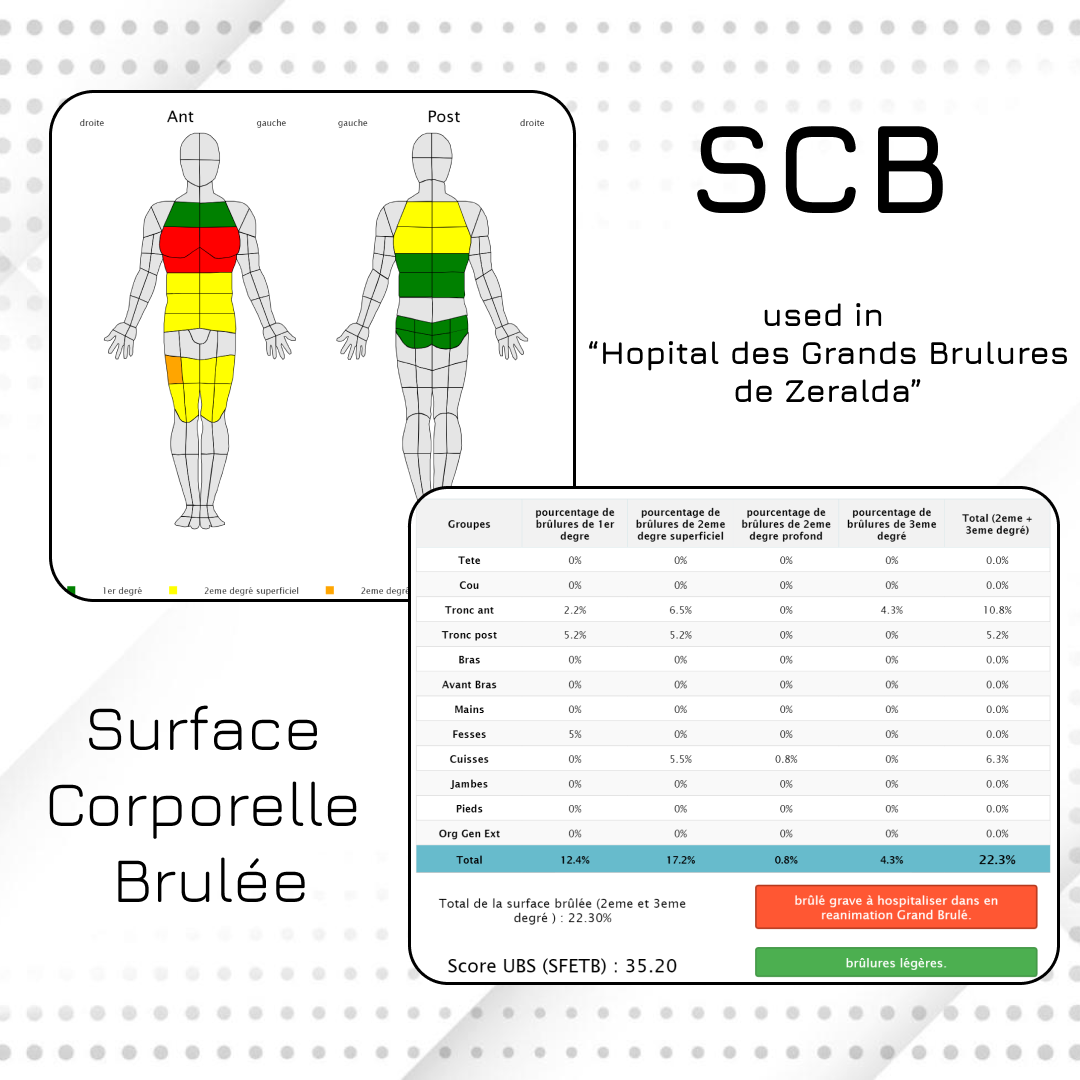 SCB
used in
“Hopital des Grands Brulures
de Zeralda”
Ant
Post
droite
gauche
gauche
droite
1er degré
2eme degré superficiel
2eme degré
Groupes
pourcentage de
brûlures de 1er
degre
pourcentage de
brûlures de 2eme
degre superficiel
pourcentage de
brûlures de 2eme
degre profond
pourcentage de
brûlures de 3eme
degré
Total (2eme +
3eme degré)
Tete 0% 0% 0% 0% 0.0%
Cou 0% 0% 0% 0% 0.0%
Tronc ant 2.2% 6.5% 0% 4.3% 10.8%
Tronc post 5.2% 5.2% 0% 0% 5.2%
Bras 0% 0% 0% 0% 0.0%
Avant Bras 0% 0% 0% 0% 0.0%
Mains 0% 0% 0% 0% 0.0%
Fesses 5% 0% 0% 0% 0.0%
Cuisses 0% 5.5% 0.8% 0% 6.3%
Jambes 0% 0% 0% 0% 0.0%
Pieds 0% 0% 0% 0% 0.0%
Org Gen Ext 0% 0% 0% 0% 0.0%
Total 12.4% 17.2% 0.8% 4.3% 22.3%
Total de la surface brûlée (2eme et 3eme
degré ) : 22.30%
brûlé grave à hospitaliser dans en
reanimation Grand Brulé.
Score UBS (SFETB) : 35.20
brûlures légères.
Surface
Corporelle
Brulée